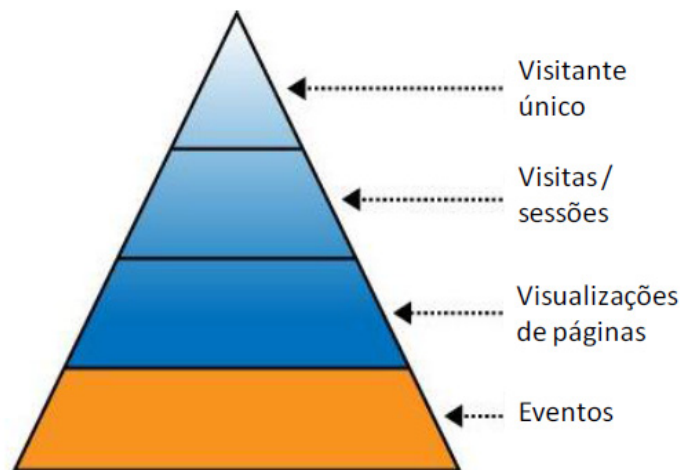 Visitante
único
Visitas /
sessões
Visualizações
de páginas
Eventos